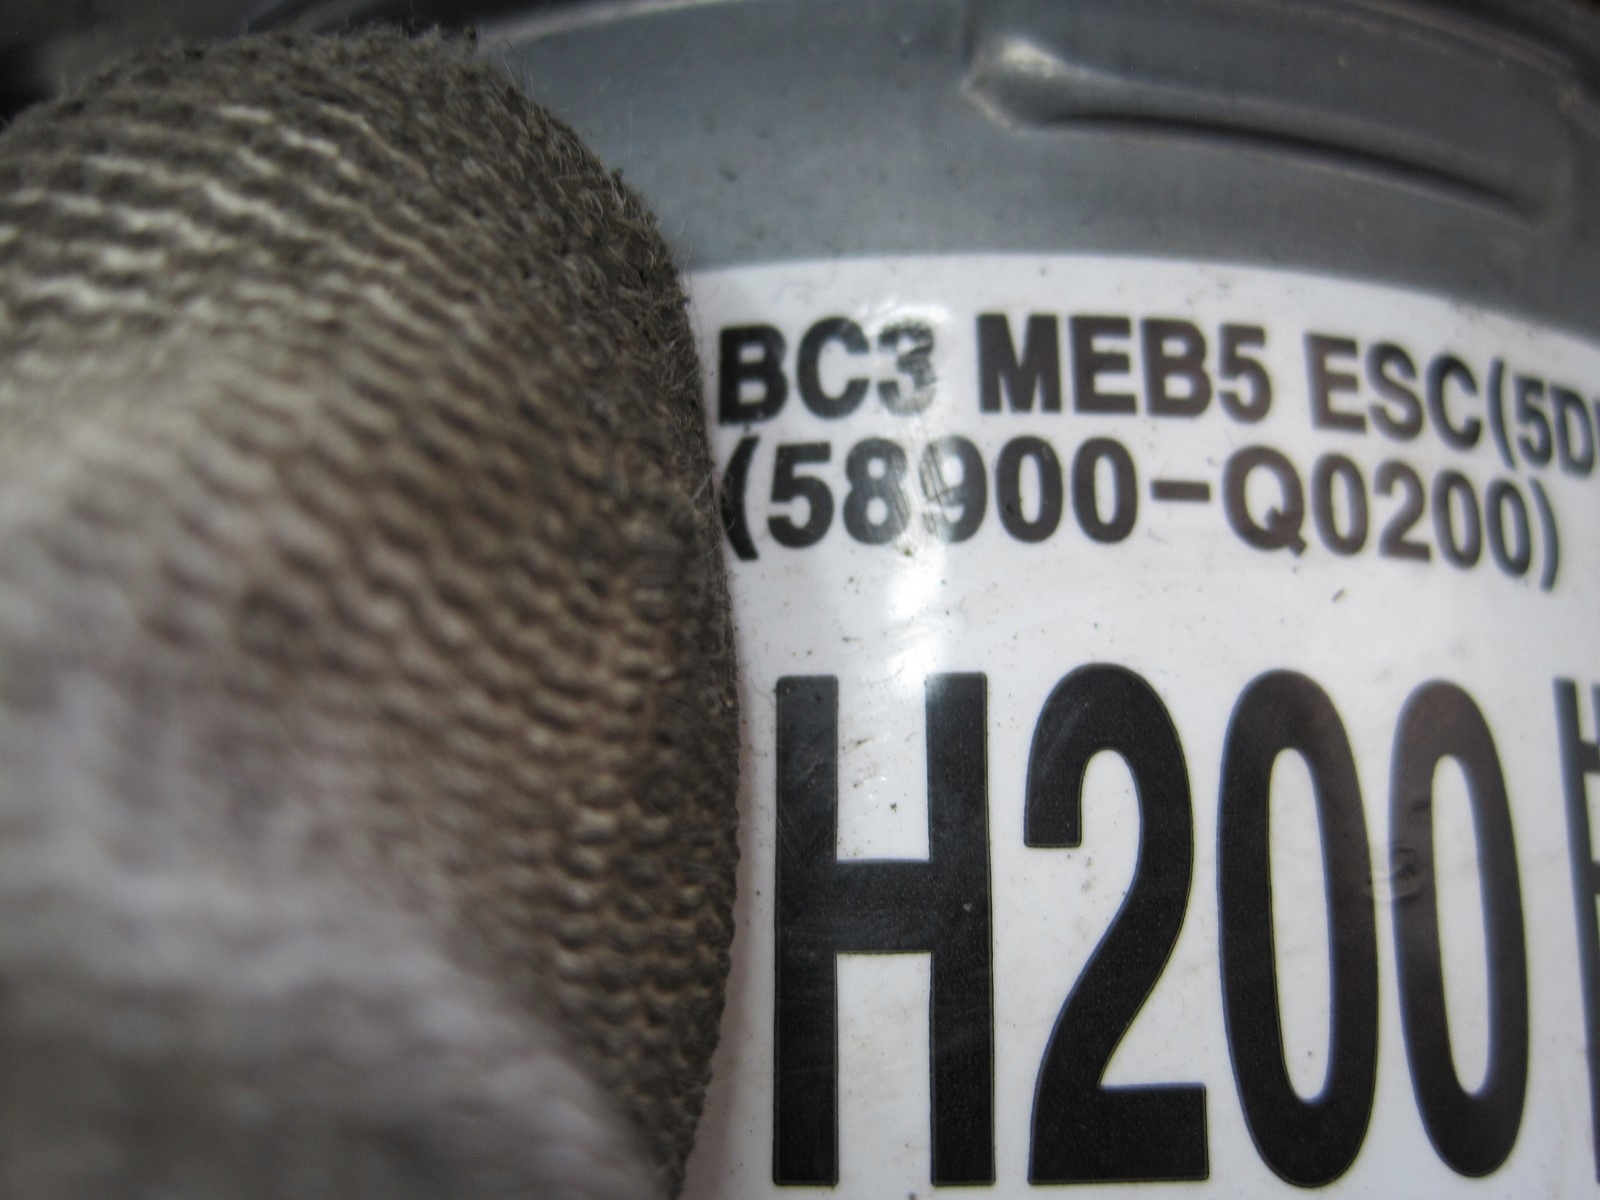 BC3 MEB5 ESC(5D
(58900-Q0200)
H200